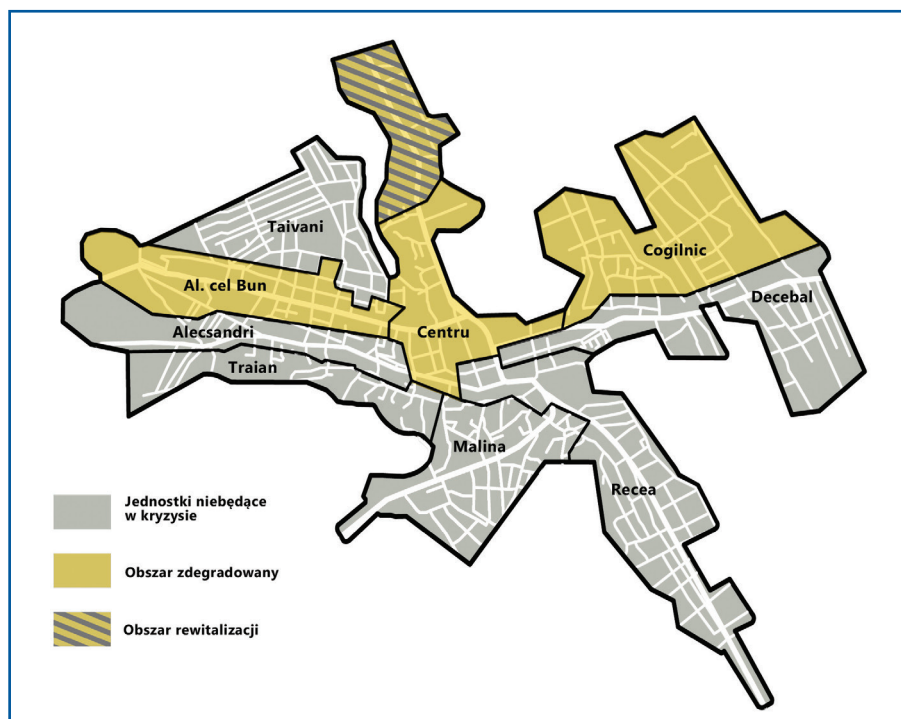 Taivani
Cogilnic
Al. cel Bun
Decebal
Alecsandri
Centru
Traian
Malina
Recea
Jednostki niebędące
w kryzysie
Obszar zdegradowany
Obszar rewitalizacji